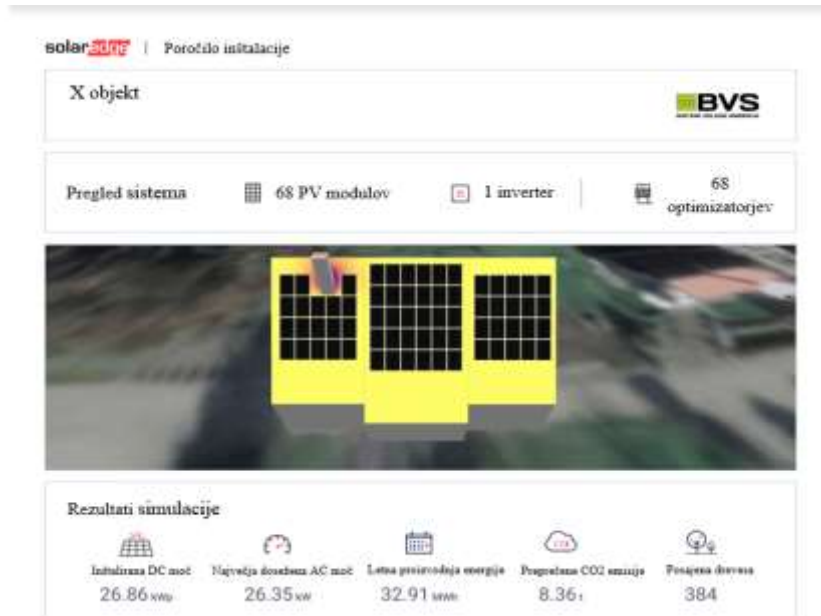 solaredge | Poročilo inštalacije
X objekt
BVS
Pregled sistema 68 PV modulov 1 inverter 68 optimizatorjev
Rezultati simulacije
Inštalirana DC moč Največja dosežena AC moč Letna proizvodnja energije Preprečene CO2 emisije Posajena drevesa
26.86 kWp 26.35 kW 32.91 MWh 8.36 t 384